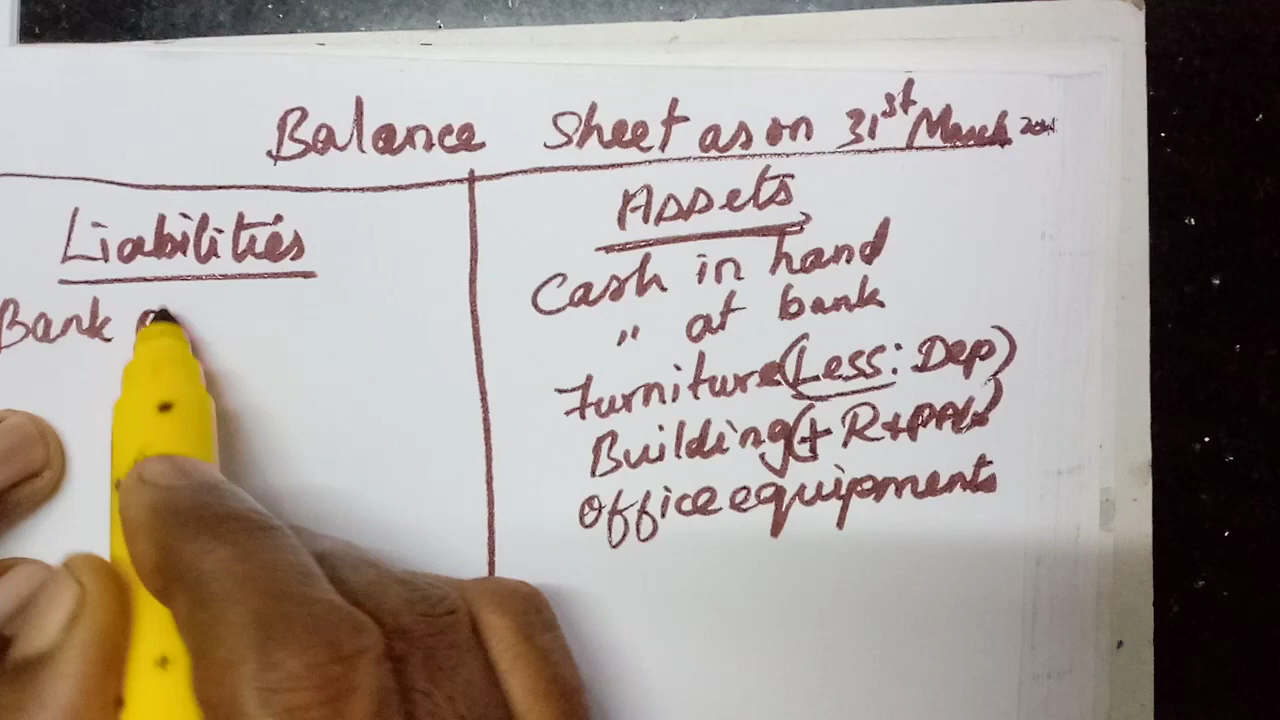 Balance Sheet as on 31st March
Liabilities
Bank
Assets
Cash in hand
" at bank
Furniture (Less: Dep)
Building (+ R
Office equipments